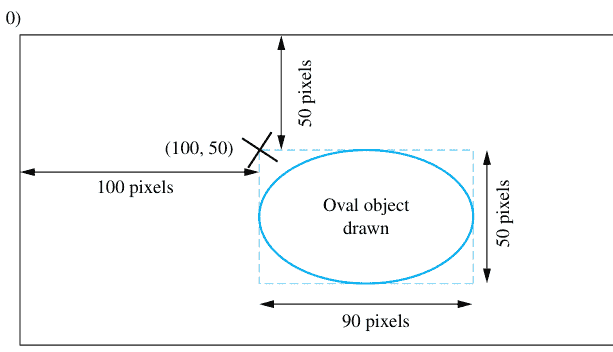 0)
50 pixels
(100, 50)
100 pixels
Oval object
drawn
50 pixels
90 pixels